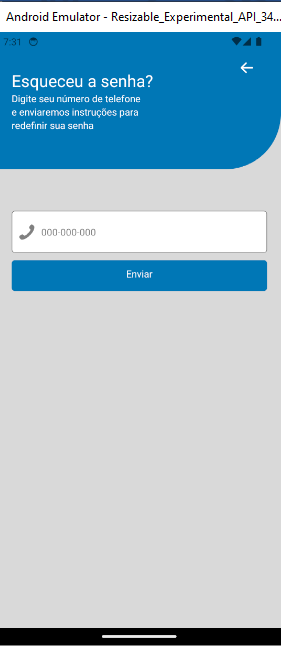 Android Emulator - Resizable_Experimental_API_34...
7:31
Esqueceu a senha?
Digite seu número de telefone
e enviaremos instruções para
redefinir sua senha
000-000-000
Enviar